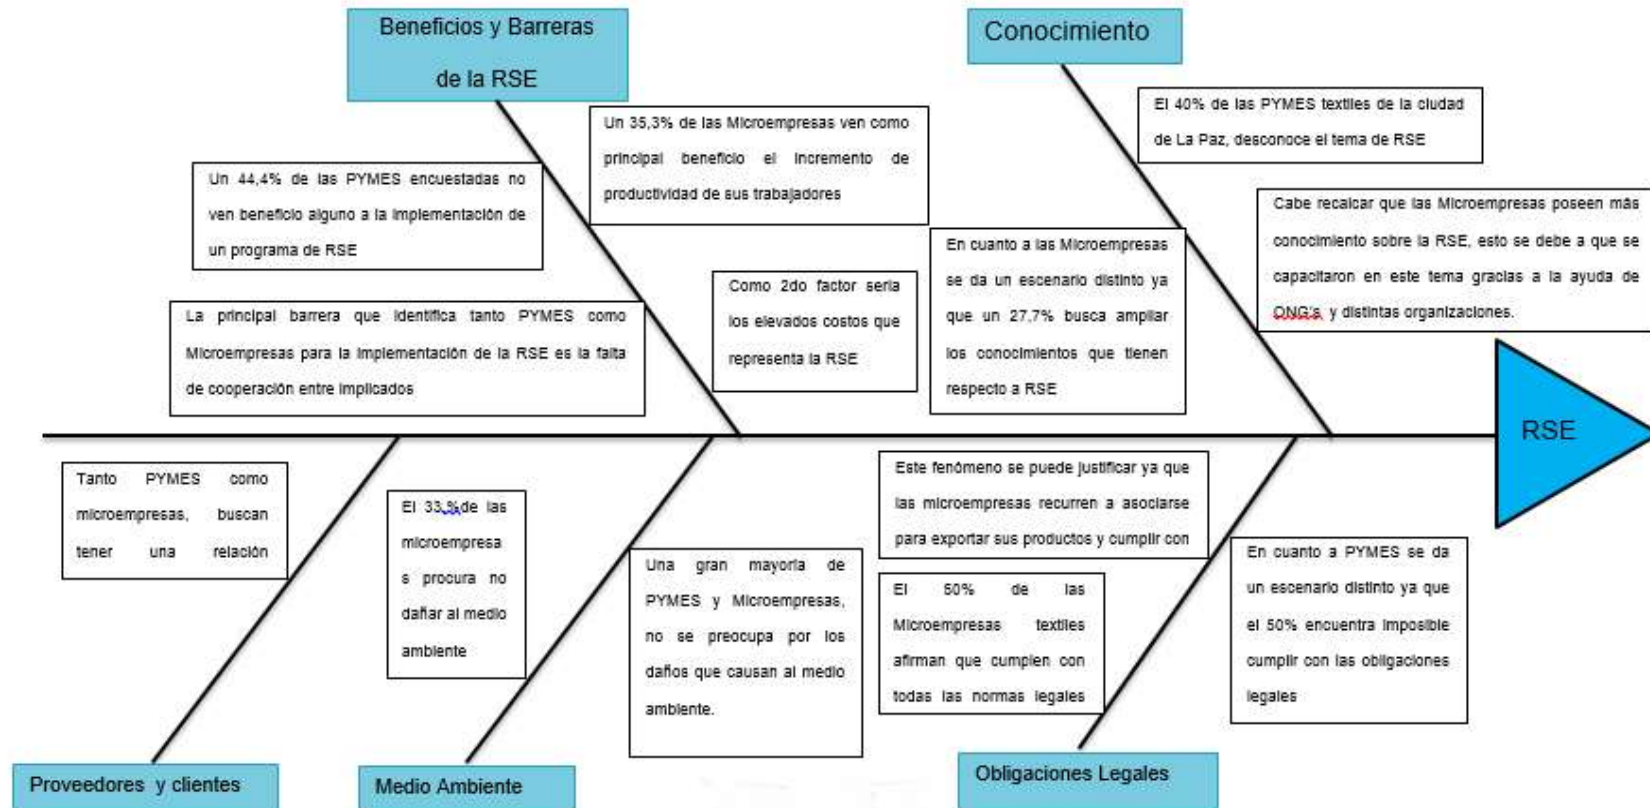 Beneficios y Barreras
de la RSE
Conocimiento
El 40% de las PYMES textiles de la ciudad
de La Paz, desconoce el tema de RSE
Un 35,3% de las Microempresas ven como
principal beneficio el incremento de
productividad de sus trabajadores
Un 44,4% de las PYMES encuestadas no
ven beneficio alguno a la implementación de
un programa de RSE
Cabe recalcar que las Microempresas poseen más
conocimiento sobre la RSE, esto se debe a que se
capacitaron en este tema gracias a la ayuda de
ONG's y distintas organizaciones.
En cuanto a las Microempresas
se da un escenario distinto ya
que un 27,7% busca ampliar
los conocimientos que tienen
respecto a RSE
Como 2do factor seria
los elevados costos que
representa la RSE
La principal barrera que identifica tanto PYMES como
Microempresas para la implementación de la RSE es la falta
de cooperación entre implicados
RSE
Tanto PYMES como
microempresas, buscan
tener una relación
El 33,%de las
microempresa
s procura no
dañar al medio
ambiente
Una gran mayoría de
PYMES y Microempresas,
no se preocupa por los
daños que causan al medio
ambiente.
Este fenómeno se puede justificar ya que
las microempresas recurren a asociarse
para exportar sus productos y cumplir con
El 50% de las
Microempresas textiles
afirman que cumplen con
todas las normas legales
En cuanto a PYMES se da
un escenario distinto ya que
el 50% encuentra imposible
cumplir con las obligaciones
legales
Proveedores y clientes
Medio Ambiente
Obligaciones Legales